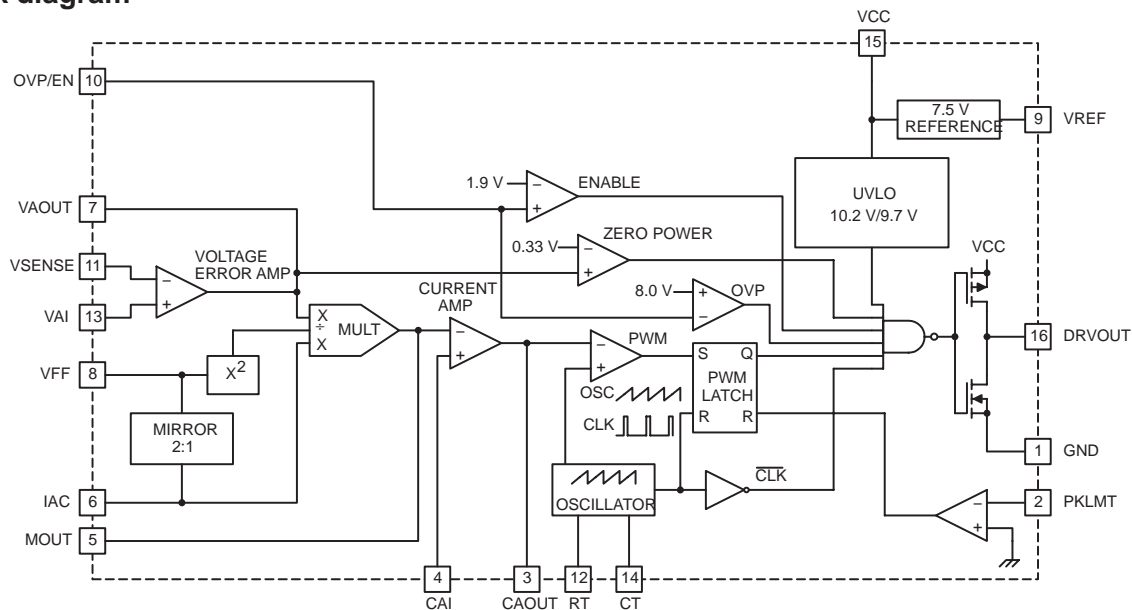 VCC
15
OVP/EN 10
7.5 V
REFERENCE
9 VREF
1.9 V
−
+
ENABLE
UVLO
10.2 V/9.7 V
VAOUT 7
0.33 V
−
+
ZERO POWER
VCC
VSENSE 11
VOLTAGE
ERROR AMP
−
+
VAI 13
8.0 V
+
−
OVP
CURRENT
AMP
X
÷
X
MULT
−
+
−
+
PWM
16 DRVOUT
VFF 8
X2
S Q
PWM
LATCH
R R
OSC
CLK
MIRROR
2:1
1 GND
CLK
IAC 6
OSCILLATOR
−
+
2 PKLMT
MOUT 5
4 3 12 14
CAI CAOUT RT CT